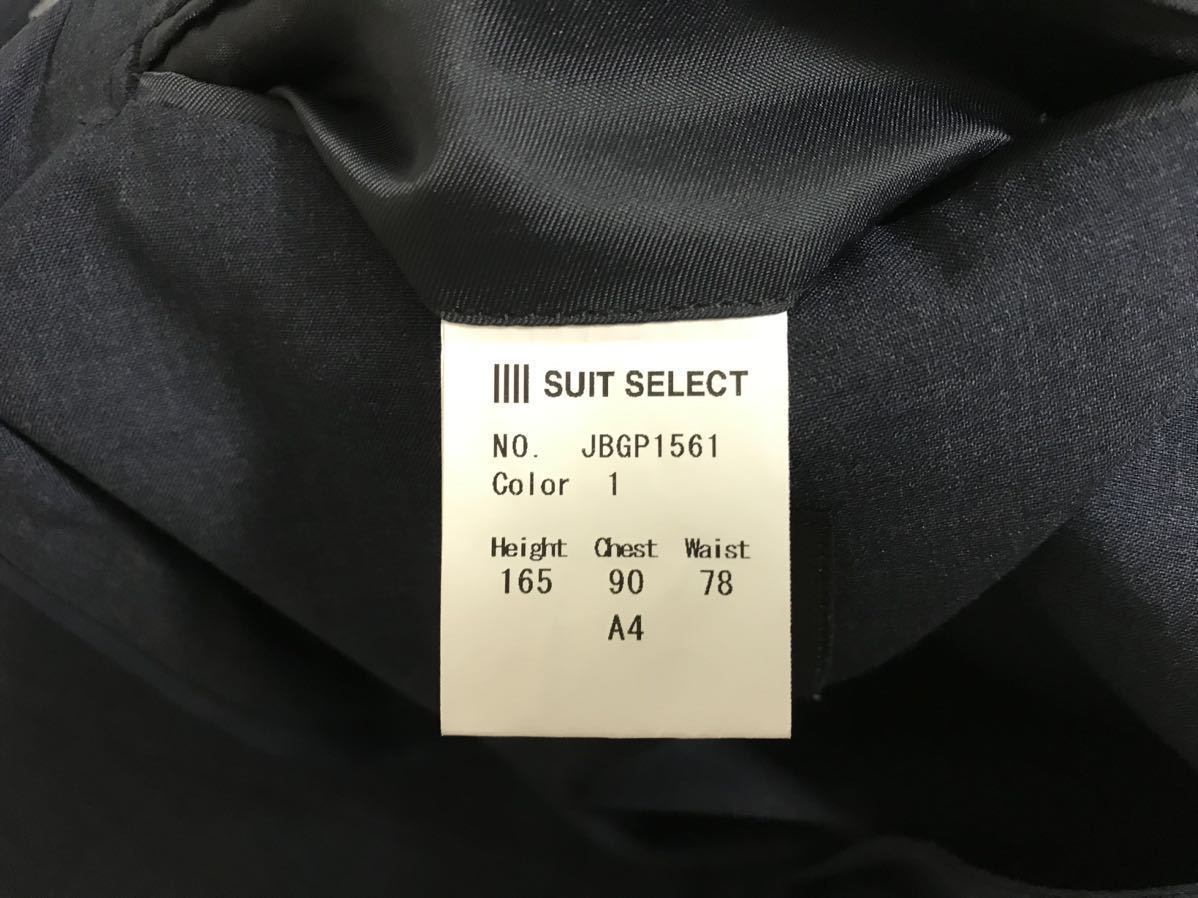 SUIT SELECT
NO. JBGP1561
Color 1
Height Chest Waist
165 90 78
A4